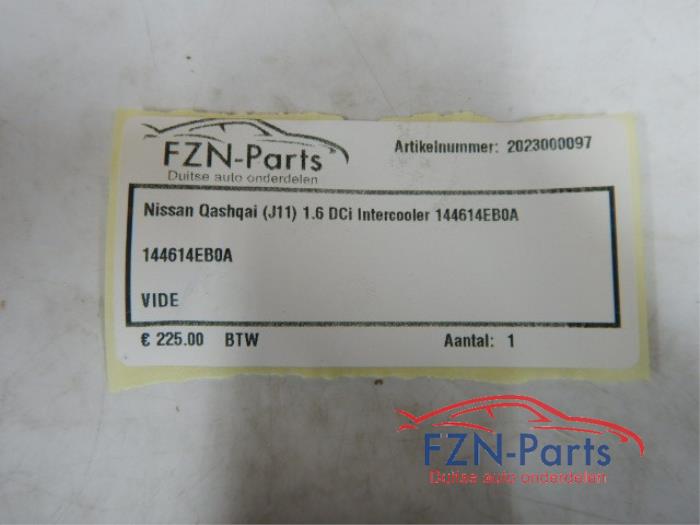 FZN-Parts
Duitse auto onderdelen
Artikelnummer: 2023000097
Nissan Qashqai (J11) 1.6 DCi Intercooler 144614EB0A
144614EB0A
VIDE
€ 225.00 BTW
Aantal: 1
FZN-Parts
Duitse auto onderdelen